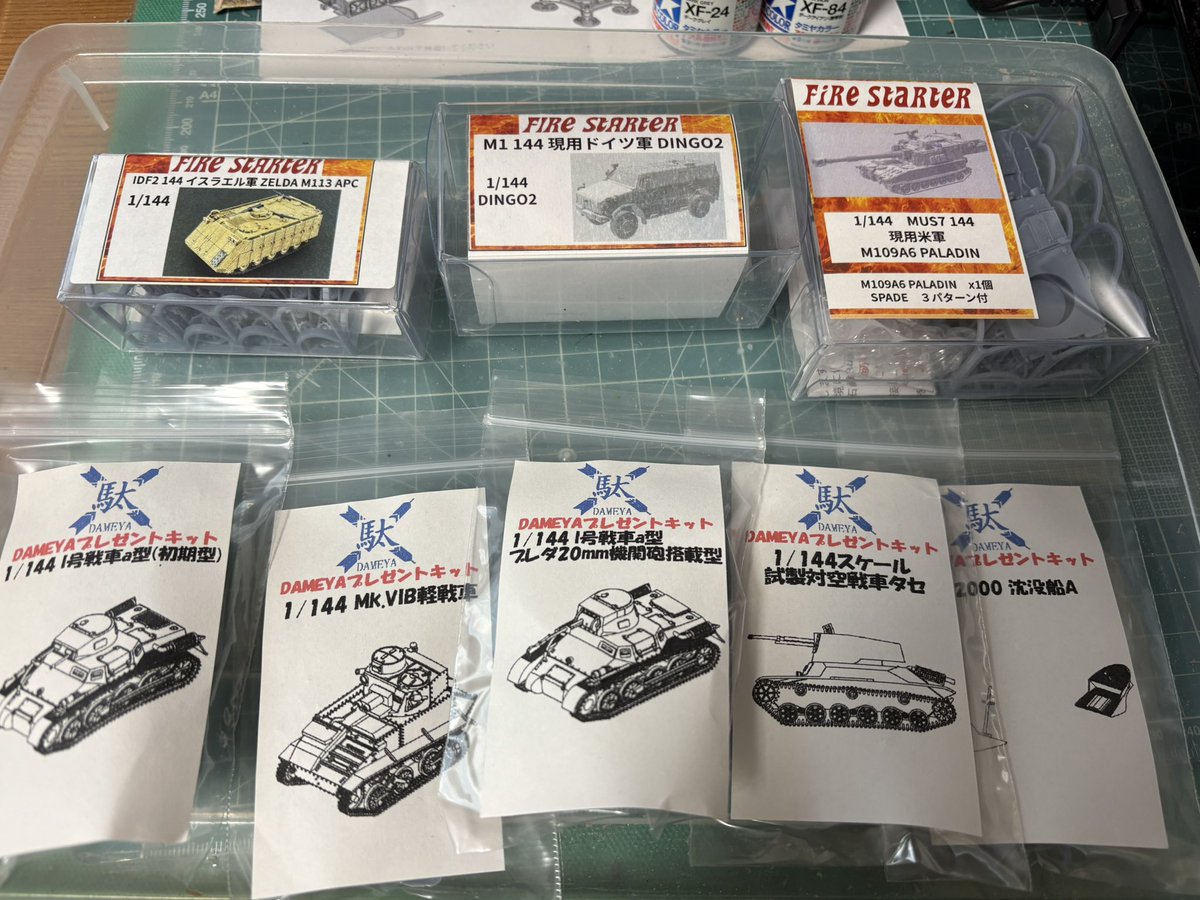 XF-24
XF-84
FIRE STARTER
IDF2 144 イスラエル軍 ZELDA M113 APC
1/144
FIRE STARTER
M1 144 現用ドイツ軍 DINGO2
1/144
DINGO2
FIRE STARTER
1/144 MUS7 144
現用米軍
M109A6 PALADIN
M109A6 PALADIN x1個
SPADE 3パターン付
駄
DAMEYA
DAMEYAプレゼントキット
1/144 I号戦車a型(初期型)
駄
DAMEYA
DAMEYAプレゼントキット
1/144 MK.VIB軽戦車
駄
DAMEYA
DAMEYAプレゼントキット
1/144 I号戦車a型
ブレダ20mm機関砲搭載型
駄
DAMEYA
DAMEYAプレゼントキット
1/144スケール
試製対空戦車タセ
駄
DAMEYA
Aプレゼントキット
2000 沈没船A